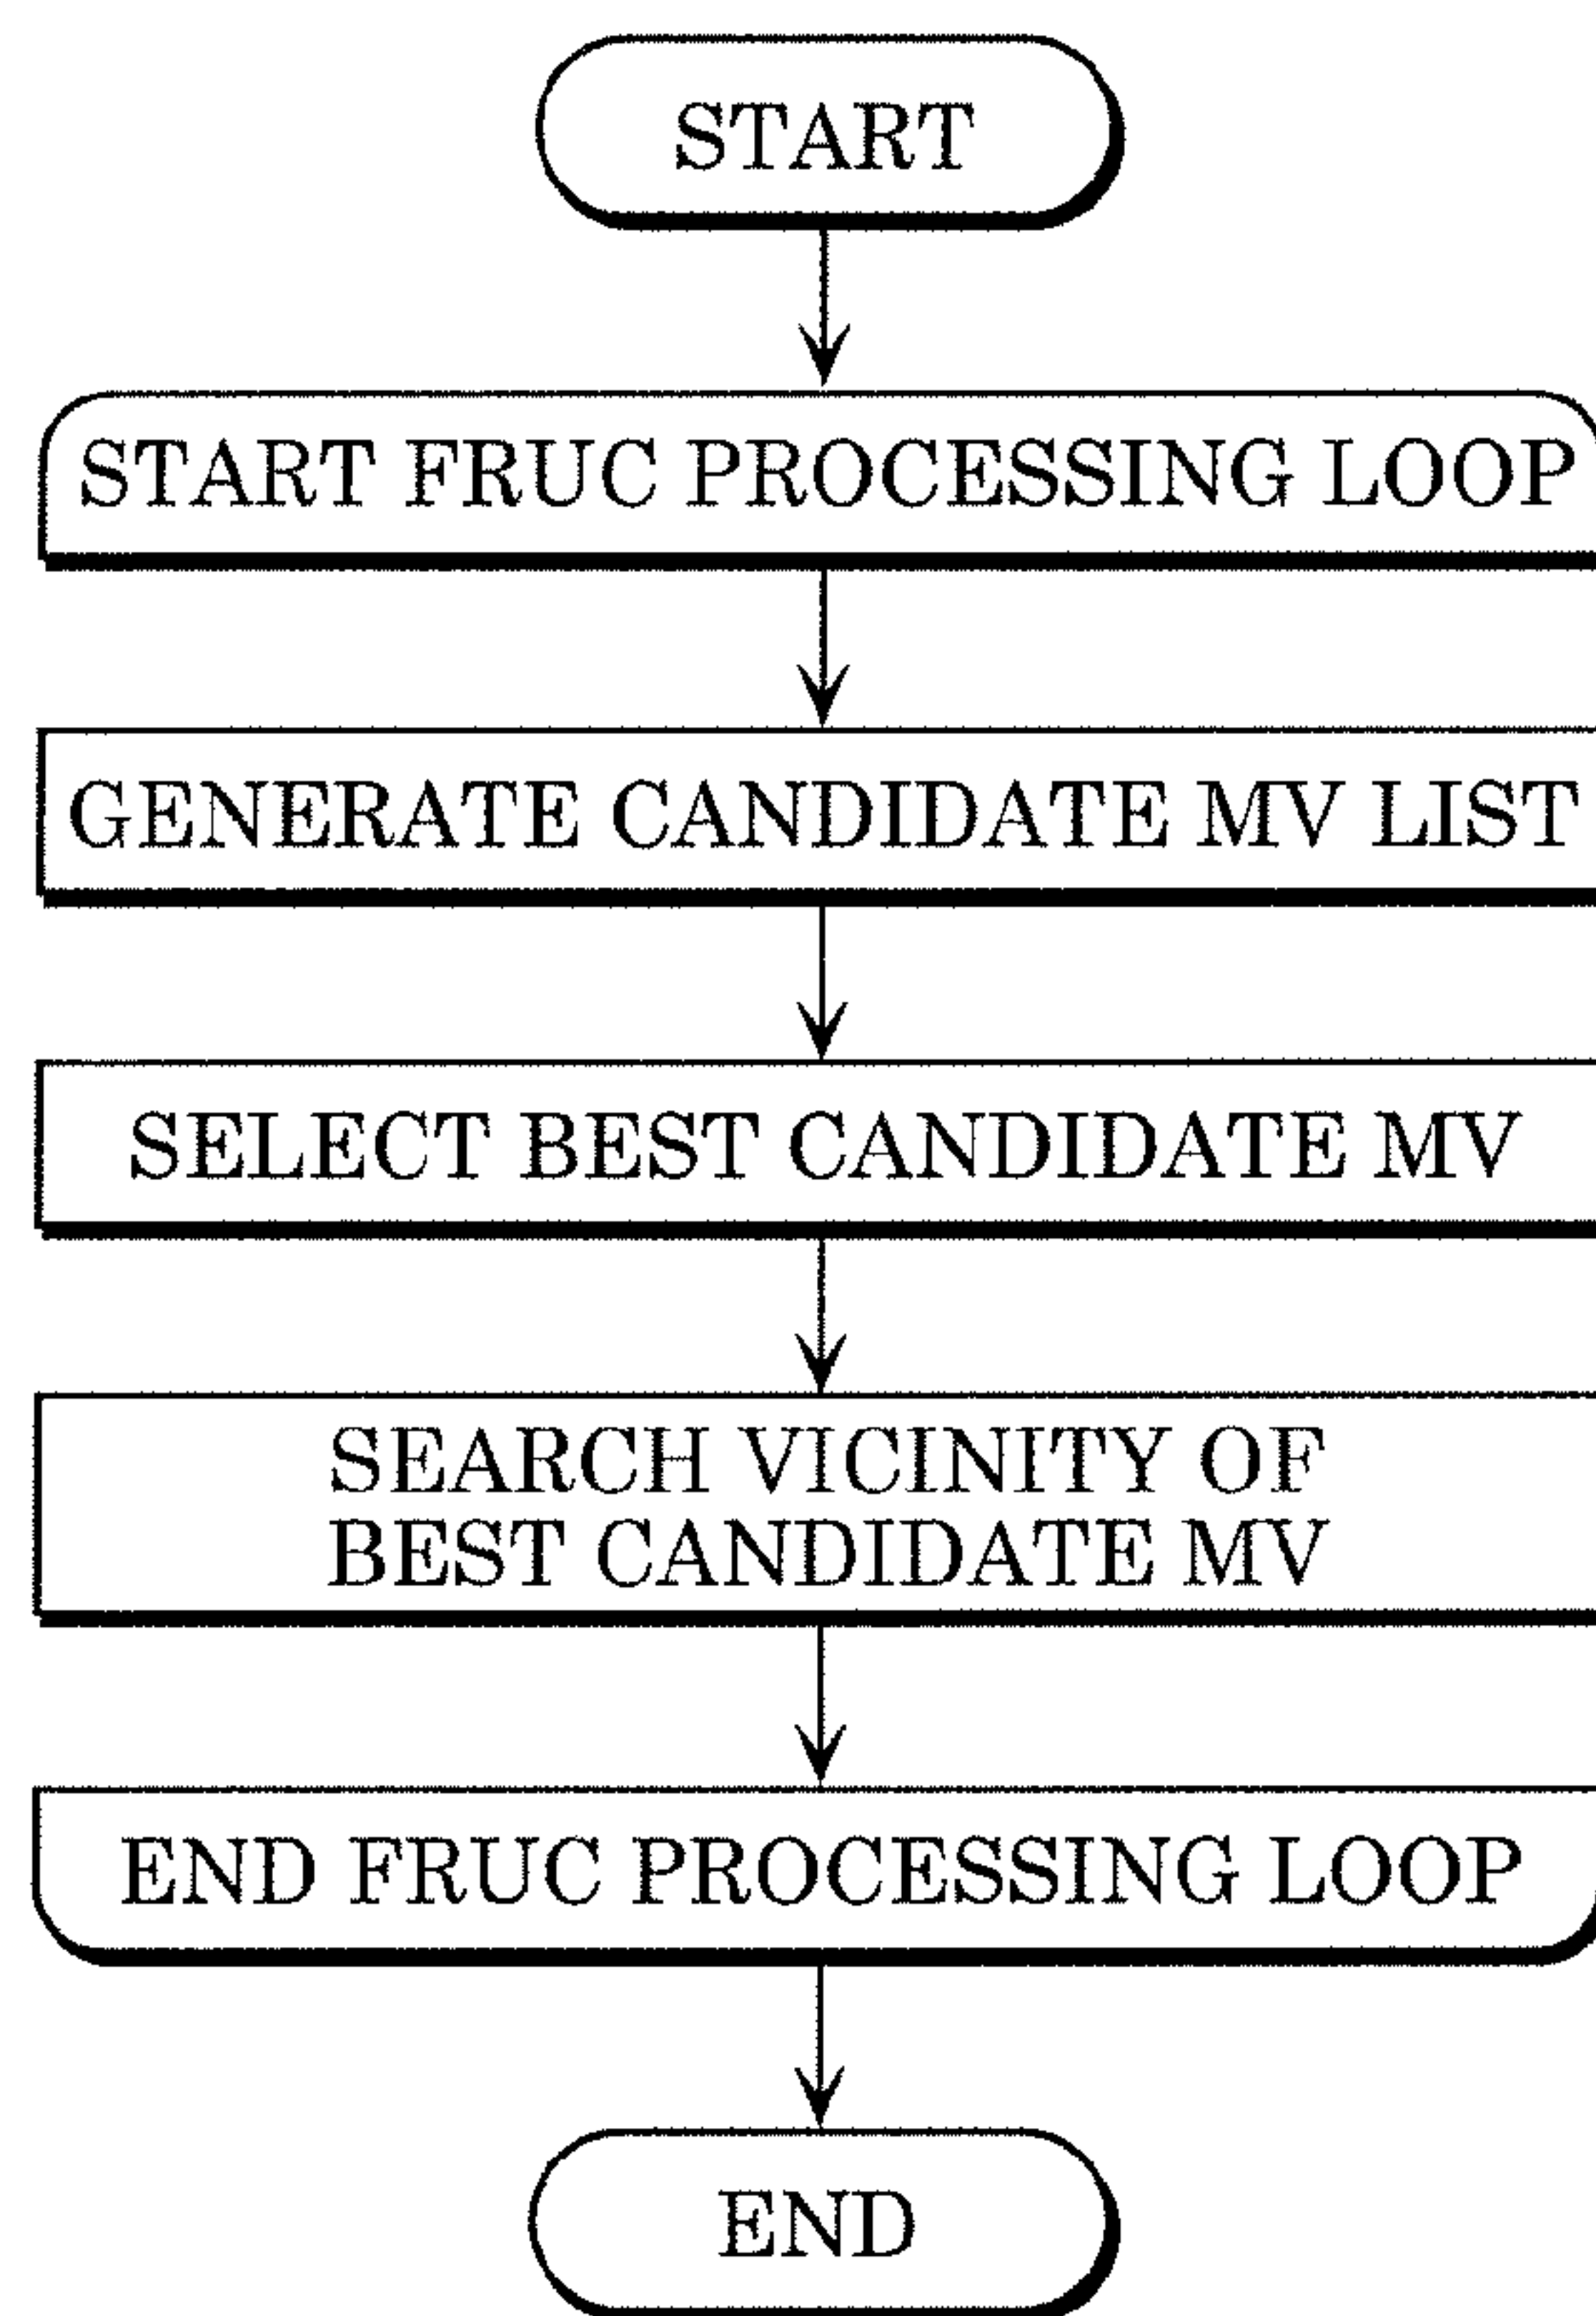 START
START FRUC PROCESSING LOOP
GENERATE CANDIDATE MV LIST
SELECT BEST CANDIDATE MV
SEARCH VICINITY OF
BEST CANDIDATE MV
END FRUC PROCESSING LOOP
END